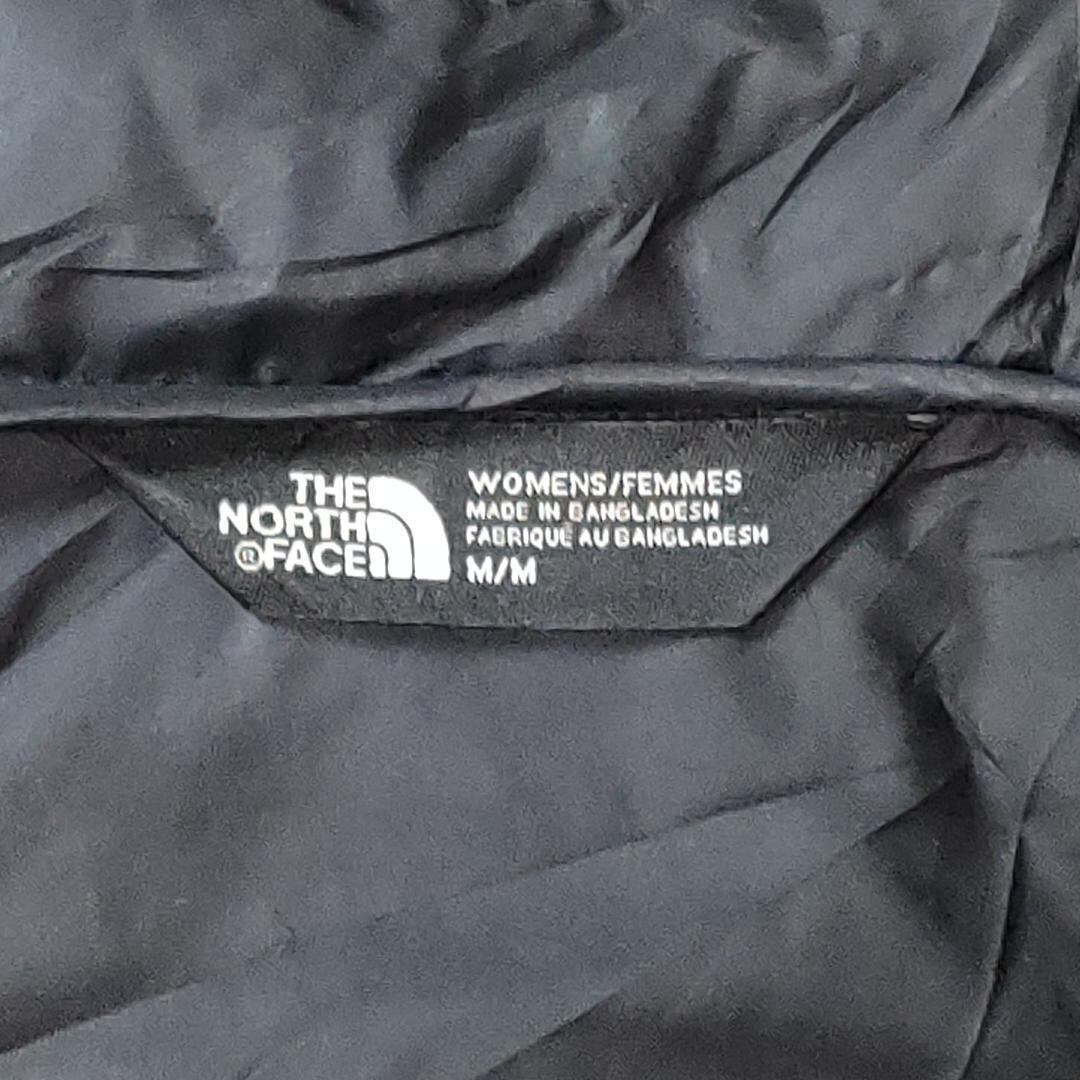 THE
NORTH
®FACE
WOMENS/FEMMES
MADE IN BANGLADESH
FABRIQUÉ AU BANGLADESH
M/M